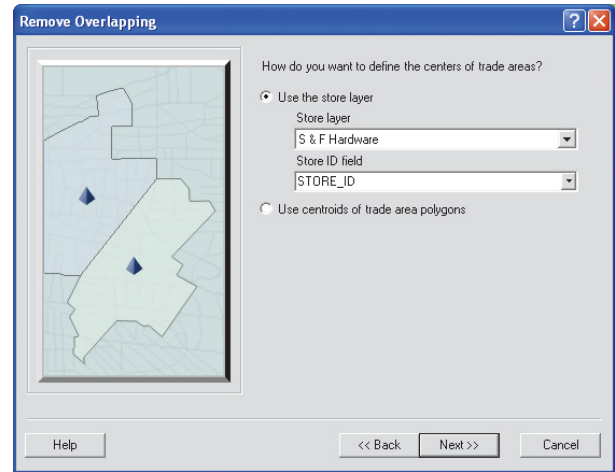 Remove Overlapping
How do you want to define the centers of trade areas?
Use the store layer
Store layer
S & F Hardware
Store ID field
STORE_ID
Use centroids of trade area polygons
Help
<< Back
Next >>
Cancel